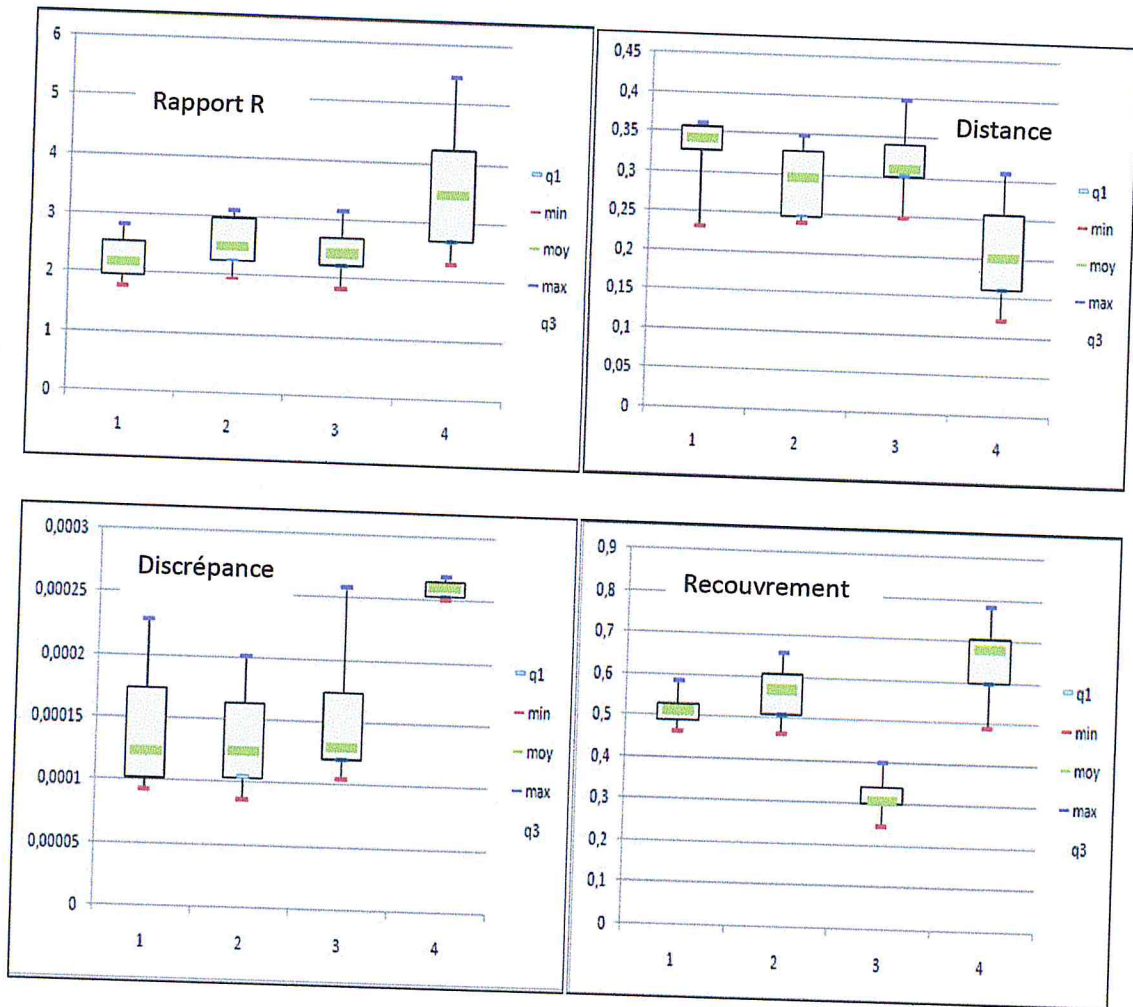 Rapport R
6
5
4
3
2
1
0
1 2 3 4
q1
min
moy
max
q3
Distance
0,45
0,4
0,35
0,3
0,25
0,2
0,15
0,1
0,05
0
1 2 3 4
q1
min
moy
max
q3
Discrépance
0,0003
0,00025
0,0002
0,00015
0,0001
0,00005
0
1 2 3 4
q1
min
moy
max
q3
Recouvrement
0,9
0,8
0,7
0,6
0,5
0,4
0,3
0,2
0,1
0
1 2 3 4
q1
min
moy
max
q3